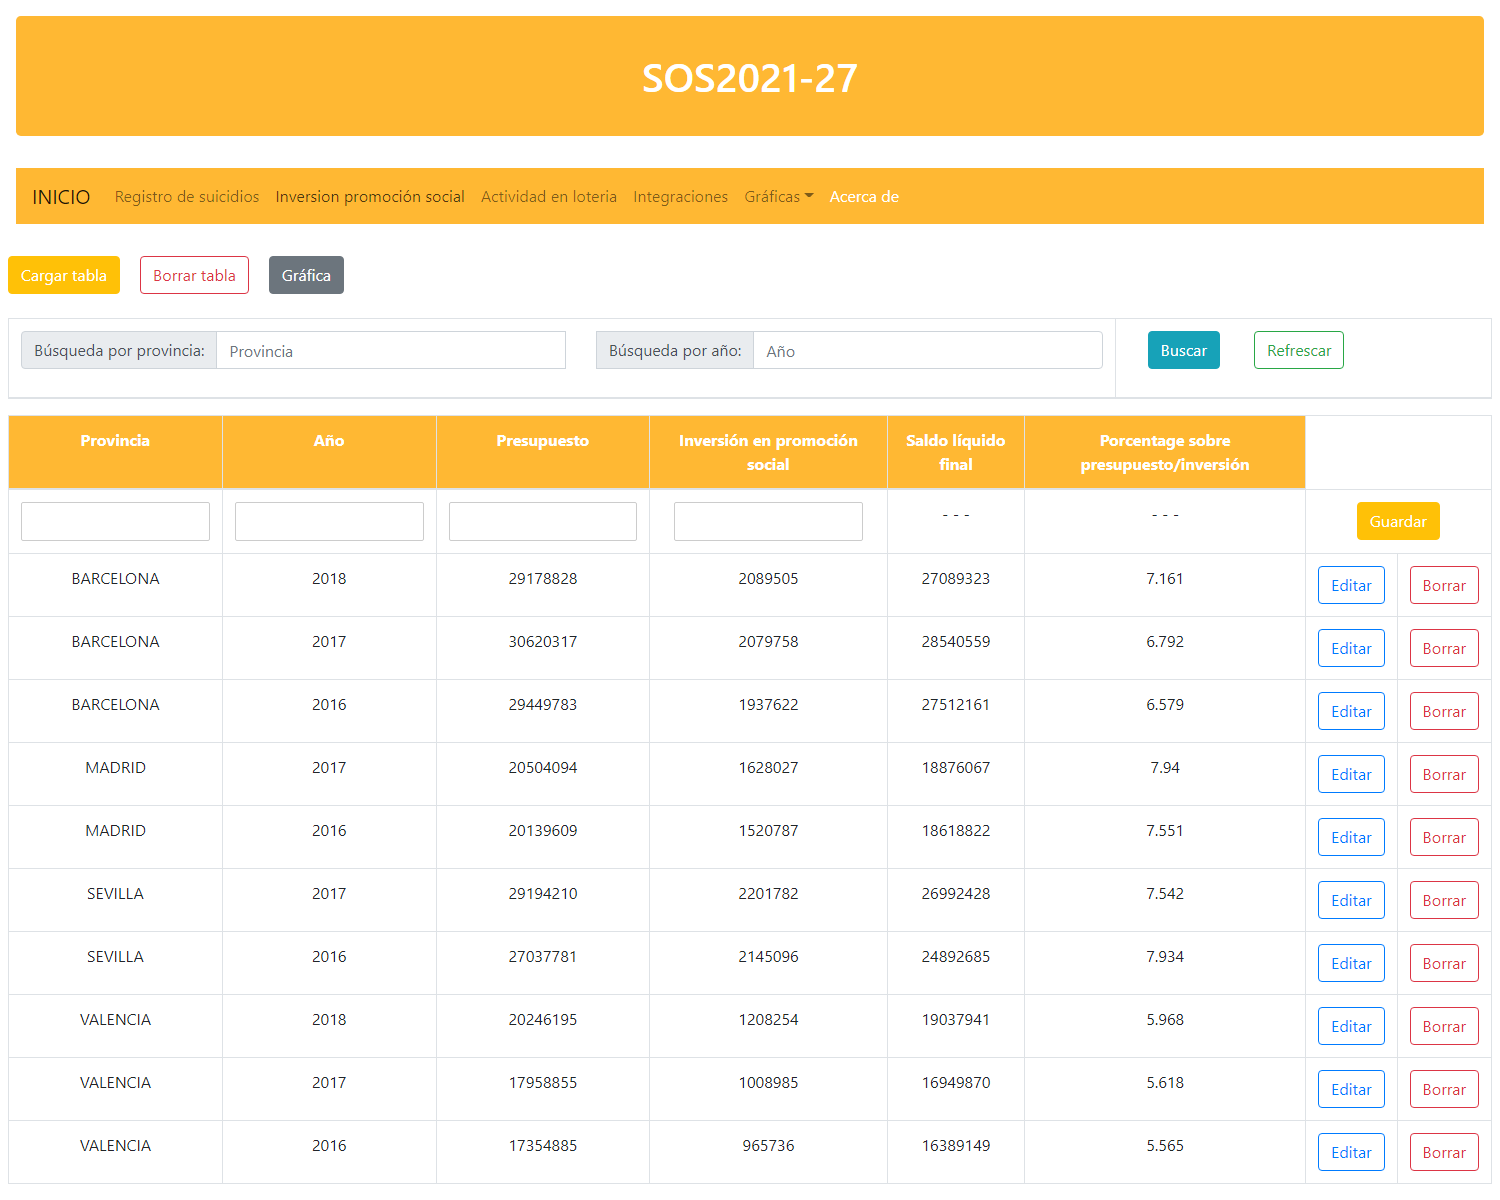 SOS2021-27
INICIO Registro de suicidios Inversion promoción social Actividad en loteria Integraciones Gráficas Acerca de
Cargar tabla Borrar tabla Gráfica
Búsqueda por provincia: Provincia Búsqueda por año: Año Buscar Refrescar
Provincia Año Presupuesto Inversión en promoción social Saldo líquido final Porcentage sobre presupuesto/inversión
- - - - - - Guardar
BARCELONA 2018 29178828 2089505 27089323 7.161 Editar Borrar
BARCELONA 2017 30620317 2079758 28540559 6.792 Editar Borrar
BARCELONA 2016 29449783 1937622 27512161 6.579 Editar Borrar
MADRID 2017 20504094 1628027 18876067 7.94 Editar Borrar
MADRID 2016 20139609 1520787 18618822 7.551 Editar Borrar
SEVILLA 2017 29194210 2201782 26992428 7.542 Editar Borrar
SEVILLA 2016 27037781 2145096 24892685 7.934 Editar Borrar
VALENCIA 2018 20246195 1208254 19037941 5.968 Editar Borrar
VALENCIA 2017 17958855 1008985 16949870 5.618 Editar Borrar
VALENCIA 2016 17354885 965736 16389149 5.565 Editar Borrar